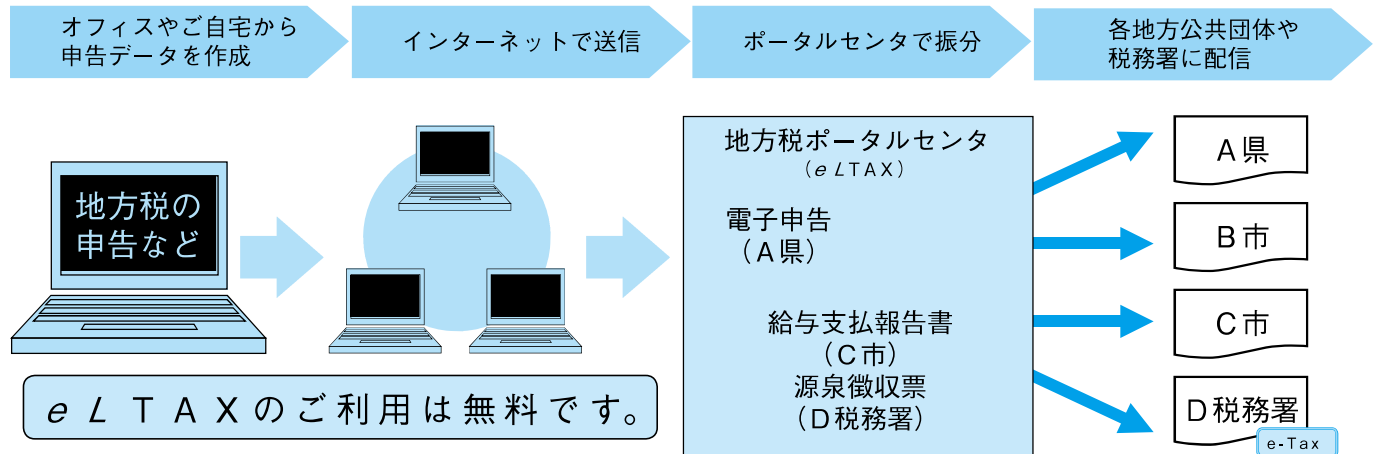 オフィスやご自宅から
申告データを作成
インターネットで送信
ポータルセンタで振分
各地方公共団体や
税務署に配信
地方税の
申告など
地方税ポータルセンタ
(eLTAX)
電子申告
(A県)
給与支払報告書
(C市)
源泉徴収票
(D税務署)
A県
B市
C市
D税務署
e-Tax
eLTAXのご利用は無料です。